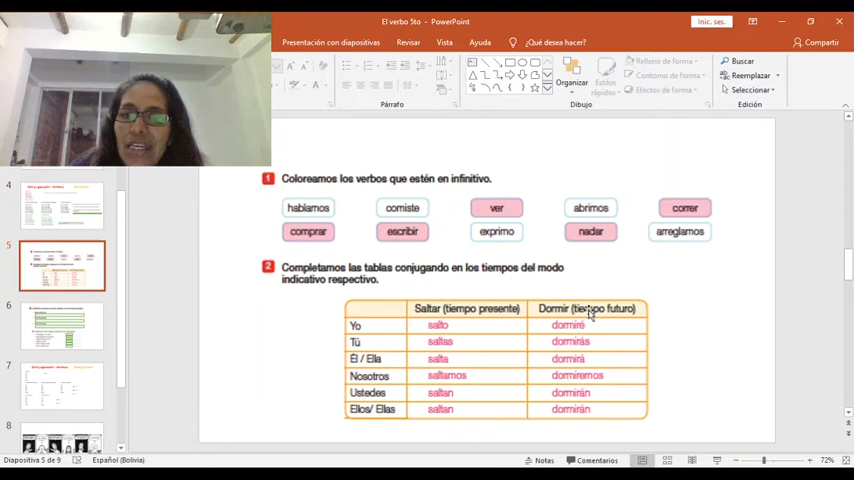 El verbo 5to - PowerPoint
Inic. ses.
Presentación con diapositivas Revisar Vista Ayuda ¿Qué desea hacer? Compartir
Organizar Estilos rápidos Relleno de forma Contorno de forma Efectos de forma Buscar Reemplazar Seleccionar
Párrafo Dibujo Edición
4
5
6
7
8
1 Coloreamos los verbos que estén en infinitivo.
hablamos comiste ver abrimos correr
comprar escribir exprimo nadar arreglamos
2 Completamos las tablas conjugando en los tiempos del modo
indicativo respectivo.
Saltar (tiempo presente) Dormir (tiempo futuro)
Yo salto dormiré
Tú saltas dormirás
Él / Ella salta dormirá
Nosotros saltamos dormiremos
Ustedes saltan dormirán
Ellos/ Ellas saltan dormirán
Diapositiva 5 de 9 Español (Bolivia) Notas Comentarios 72%